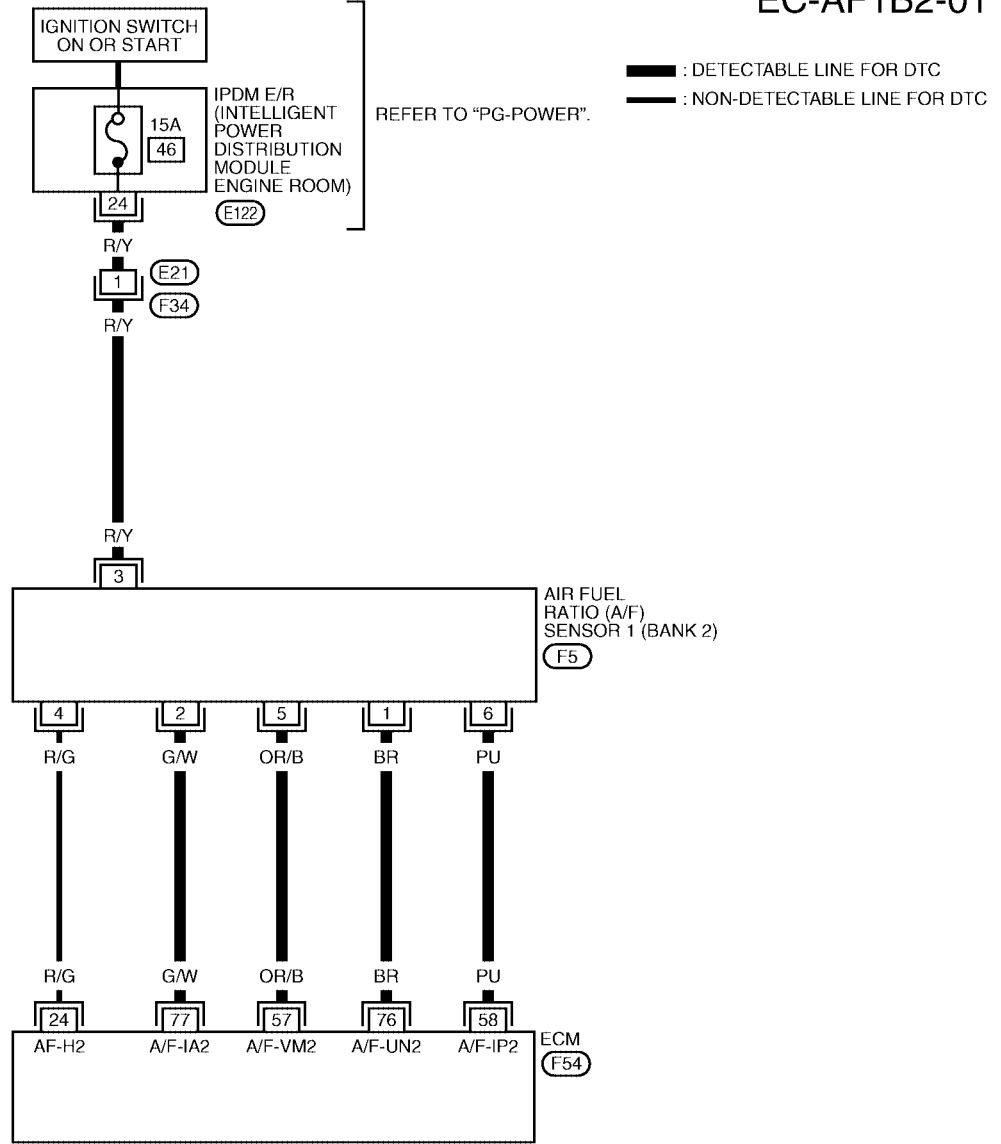 EC-AF1B2-01
IGNITION SWITCH
ON OR START
: DETECTABLE LINE FOR DTC
: NON-DETECTABLE LINE FOR DTC
15A
46
IPDM E/R
(INTELLIGENT
POWER
DISTRIBUTION
MODULE
ENGINE ROOM)
E122
REFER TO “PG-POWER”.
24
R/Y
1
E21
F34
R/Y
R/Y
3
AIR FUEL
RATIO (A/F)
SENSOR 1 (BANK 2)
F5
4 2 5 1 6
R/G G/W OR/B BR PU
R/G G/W OR/B BR PU
24 77 57 76 58
AF-H2 A/F-IA2 A/F-VM2 A/F-UN2 A/F-IP2
ECM
F54